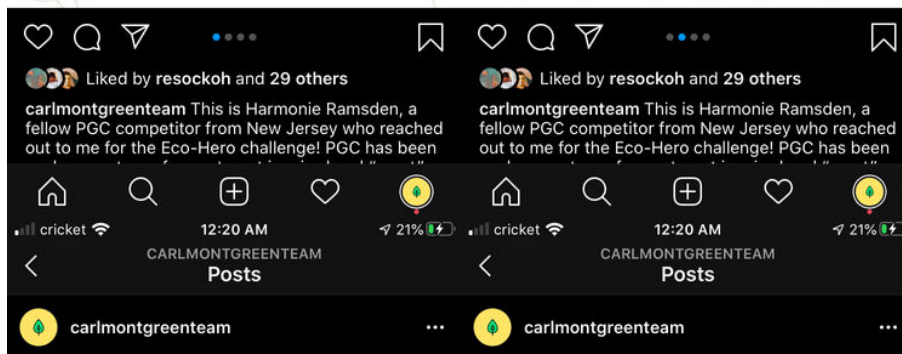 Liked by resockoh and 29 others
carlmontgreenteam This is Harmonie Ramsden, a
fellow PGC competitor from New Jersey who reached
out to me for the Eco-Hero challenge! PGC has been
cricket 12:20 AM 21%
CARLMONTGREENTEAM
Posts
carlmontgreenteam
Liked by resockoh and 29 others
carlmontgreenteam This is Harmonie Ramsden, a
fellow PGC competitor from New Jersey who reached
out to me for the Eco-Hero challenge! PGC has been
cricket 12:20 AM 21%
CARLMONTGREENTEAM
Posts
carlmontgreenteam